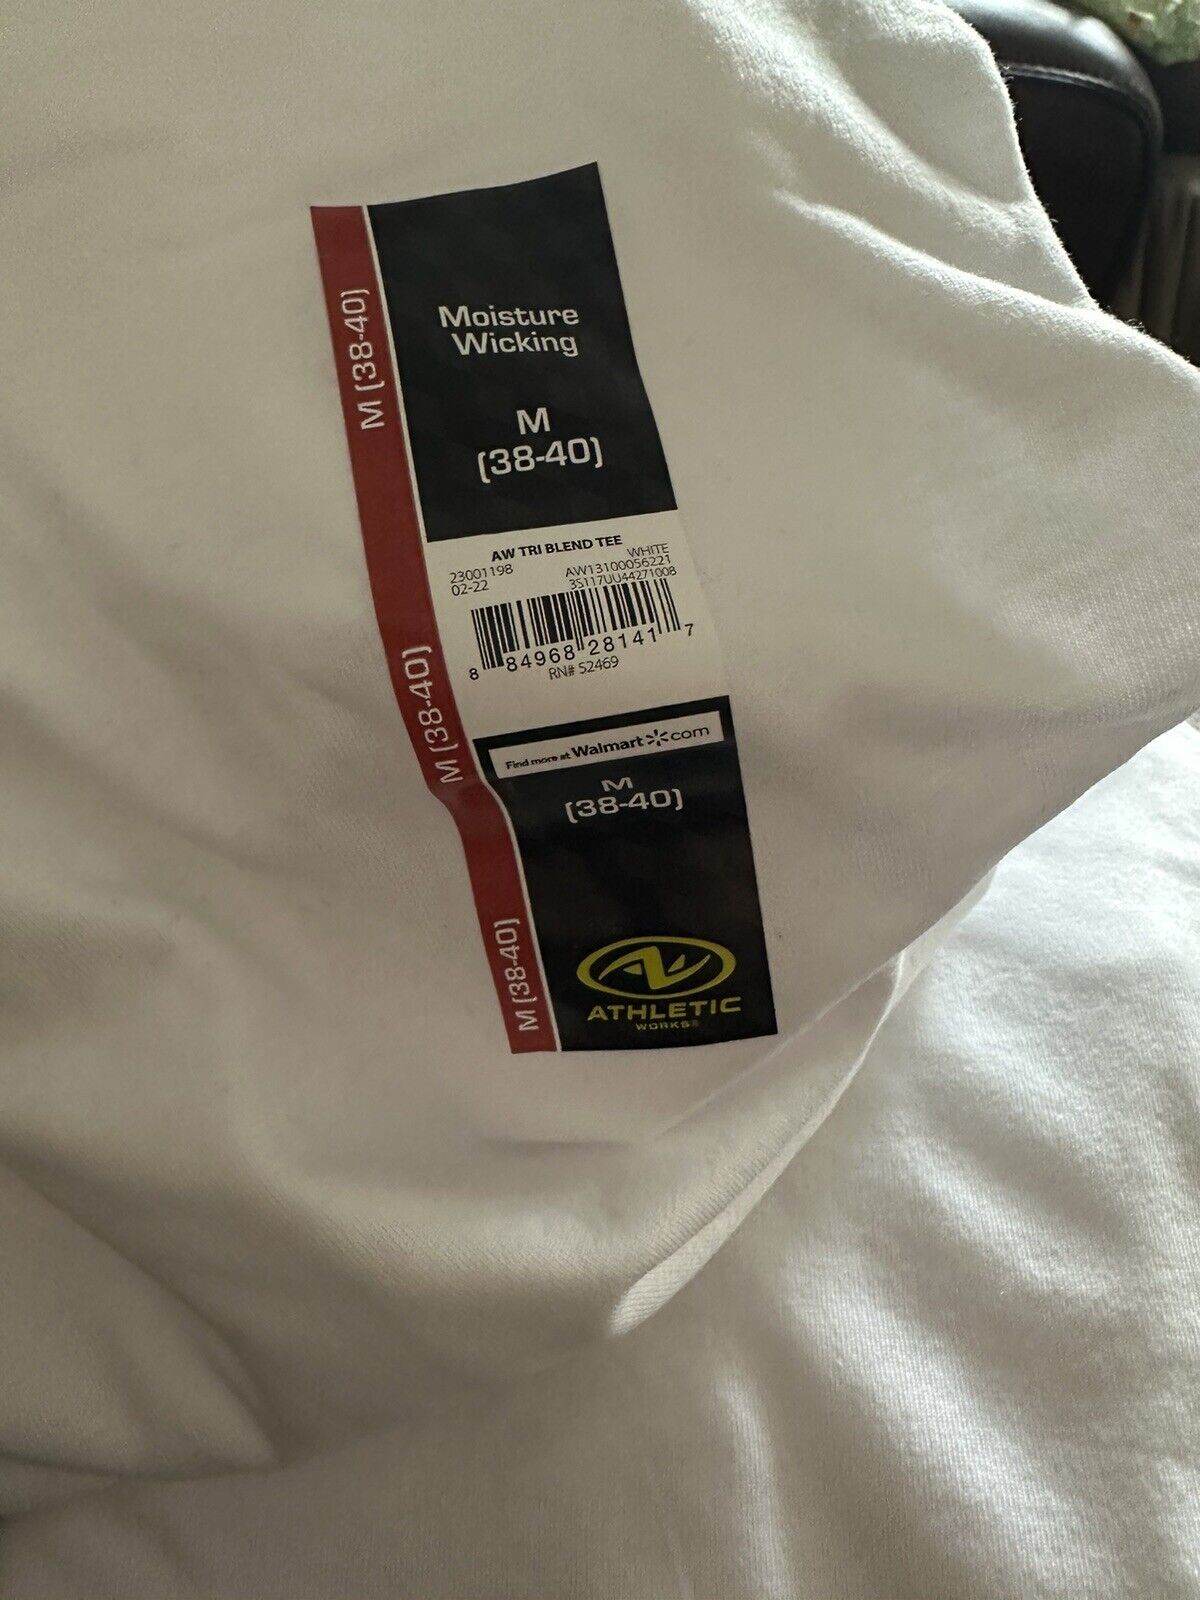 M (38-40)
Moisture
Wicking
M
(38-40)
AW TRI BLEND TEE
WHITE
23001198
AW13100056221
02-22
3S117UU44271008
8 84968 28141 7
RN# 52469
M (38-40)
Find more at Walmart.com
M
(38-40)
M (38-40)
AW
ATHLETIC
WORKS®